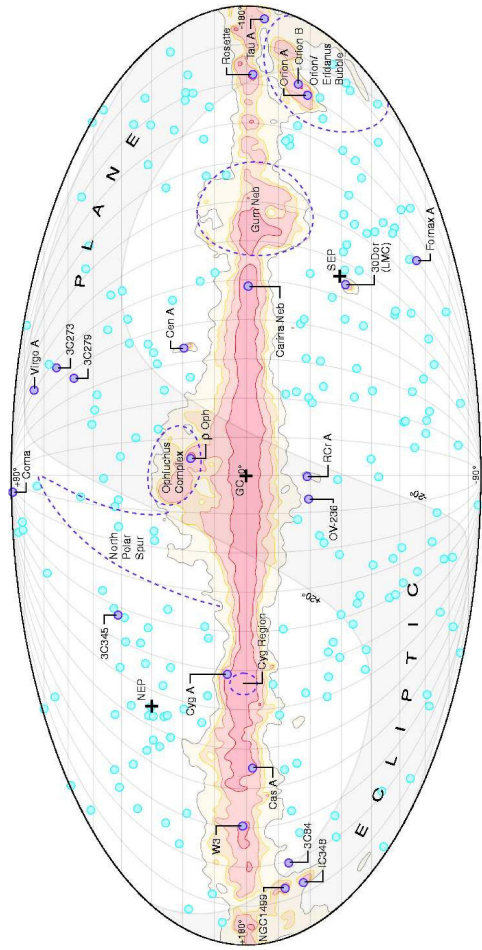 -180°
Rosette
Tau A
Orion A
Orion B
Orion/
Eridanus
Bubble
P L A N E
Gum Neb
Fornax A
SEP
30Dor
(LMC)
Carina Neb
Cen A
Virgo A
3C273
3C279
+90°
Coma
Ophiuchus
Complex
ρ Oph
GC
0°
RCr A
OV-236
-90°
-20°
+20°
North
Polar
Spur
3C345
NEP
Cyg A
Cyg Region
Cas A
W3
3C84
IC348
NGC1499
+180°
E C L I P T I C